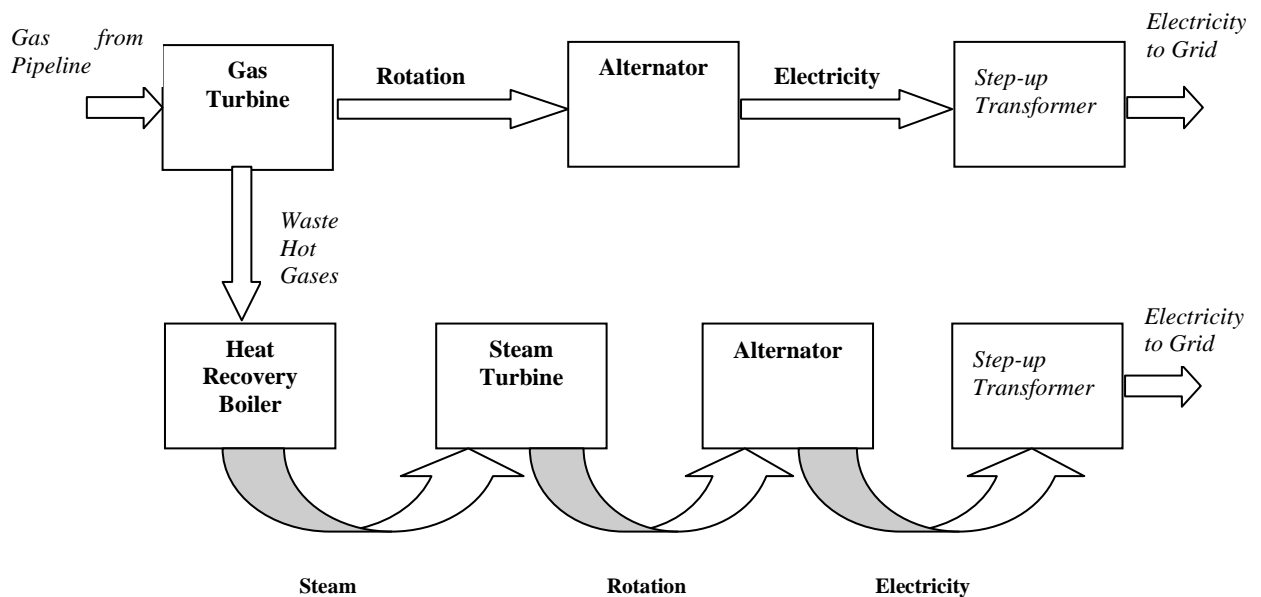 Gas from
Pipeline
Gas
Turbine
Rotation
Alternator
Electricity
Step-up
Transformer
Electricity
to Grid
Waste
Hot
Gases
Heat
Recovery
Boiler
Steam
Turbine
Alternator
Step-up
Transformer
Electricity
to Grid
Steam
Rotation
Electricity